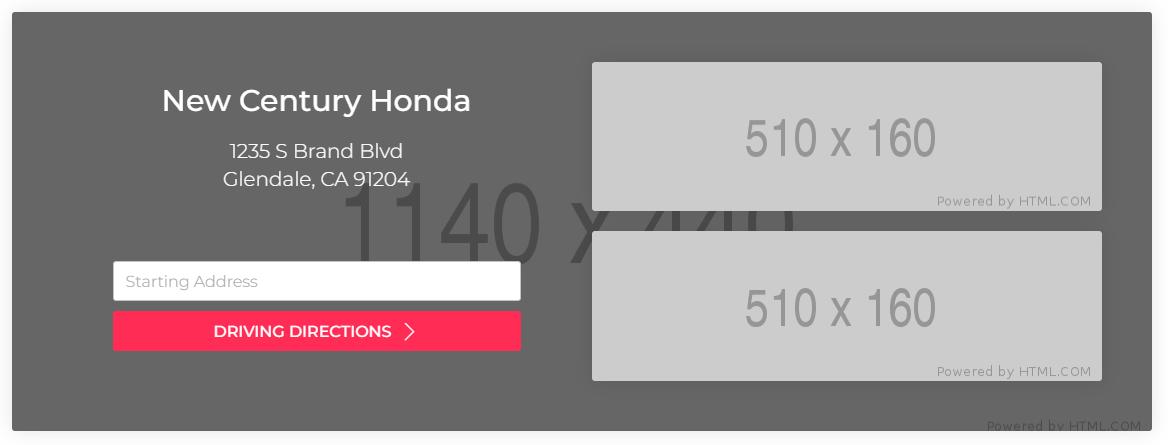 New Century Honda
1235 S Brand Blvd
Glendale, CA 91204
1140 x 440
Starting Address
DRIVING DIRECTIONS
510 x 160
Powered by HTML.COM
510 x 160
Powered by HTML.COM
Powered by HTML.COM